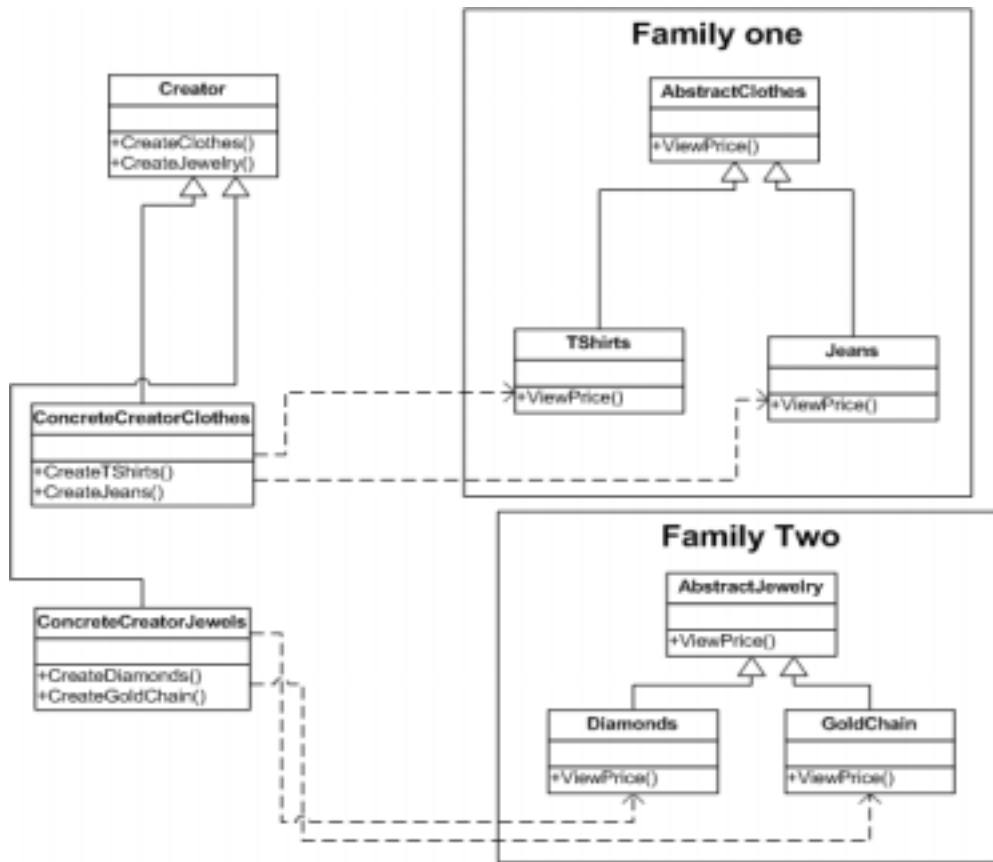 Family one
Creator
+CreateClothes()
+CreateJewelry()
AbstractClothes
+ViewPrice()
TShirts
+ViewPrice()
Jeans
+ViewPrice()
ConcreteCreatorClothes
+CreateTShirts()
+CreateJeans()
Family Two
AbstractJewelry
+ViewPrice()
ConcreteCreatorJewels
+CreateDiamonds()
+CreateGoldChain()
Diamonds
+ViewPrice()
GoldChain
+ViewPrice()